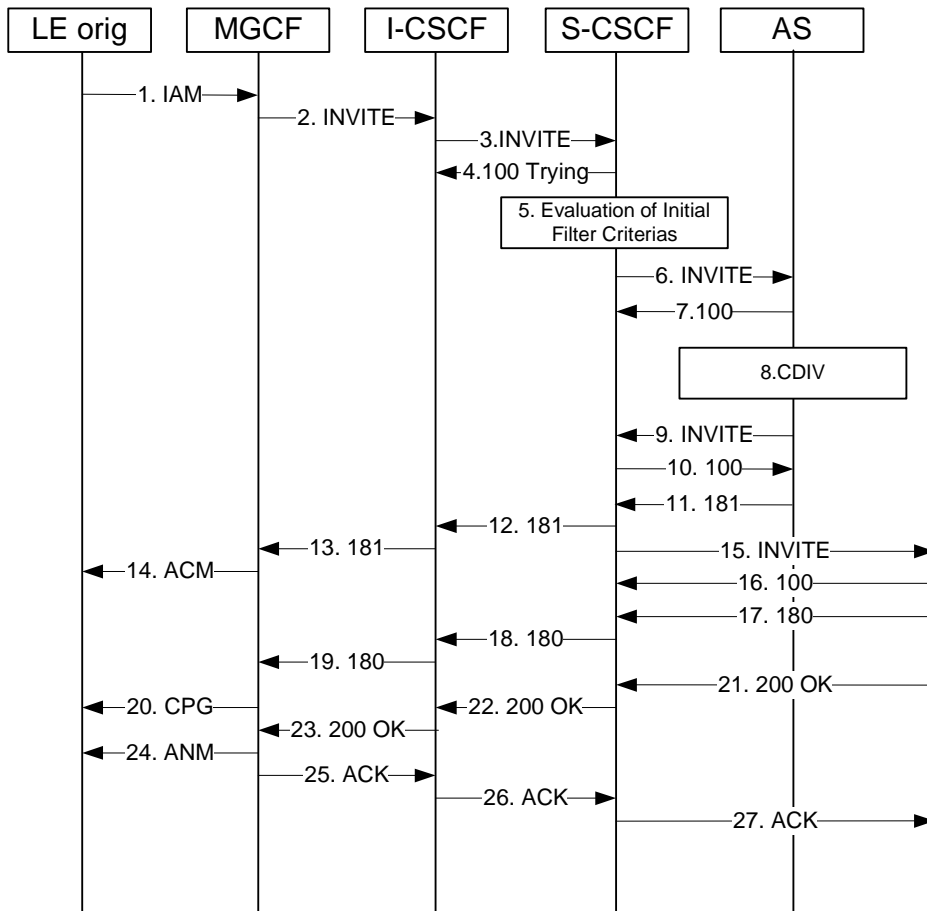 LE orig
MGCF
I-CSCF
S-CSCF
AS
1. IAM
2. INVITE
3.INVITE
4.100 Trying
5. Evaluation of Initial
Filter Criterias
6. INVITE
7.100
8.CDIV
9. INVITE
10. 100
11. 181
12. 181
13. 181
14. ACM
15. INVITE
16. 100
17. 180
18. 180
19. 180
20. CPG
21. 200 OK
22. 200 OK
23. 200 OK
24. ANM
25. ACK
26. ACK
27. ACK